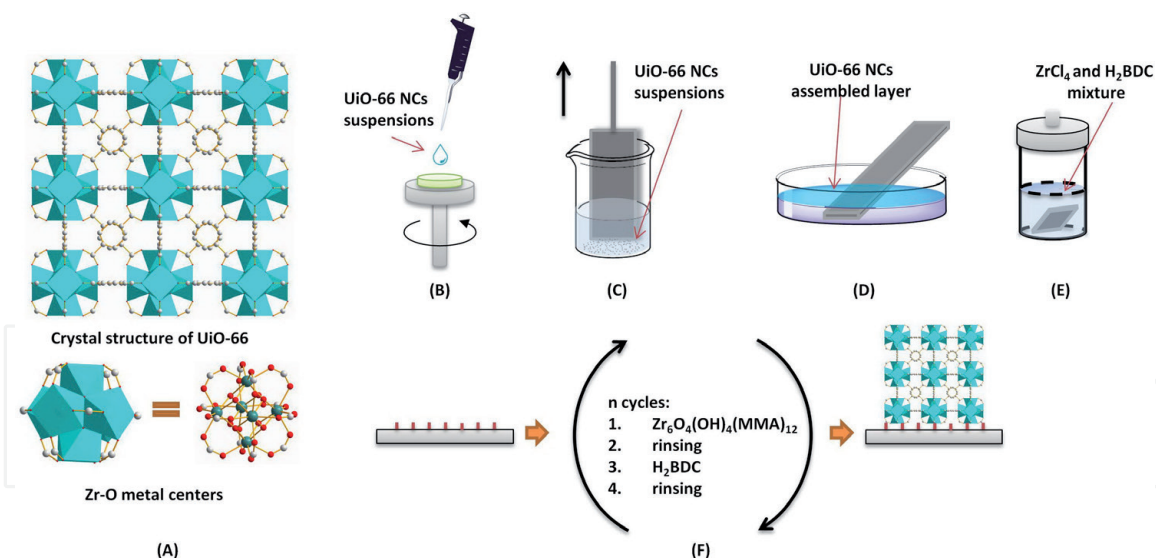 Crystal structure of UiO-66
Zr-O metal centers
(A)
UiO-66 NCs
suspensions
(B)
UiO-66 NCs
suspensions
(C)
UiO-66 NCs
assembled layer
(D)
ZrCl₄ and H₂BDC
mixture
(E)
n cycles:
1. Zr₆O₄(OH)₄(MMA)₁₂
2. rinsing
3. H₂BDC
4. rinsing
(F)